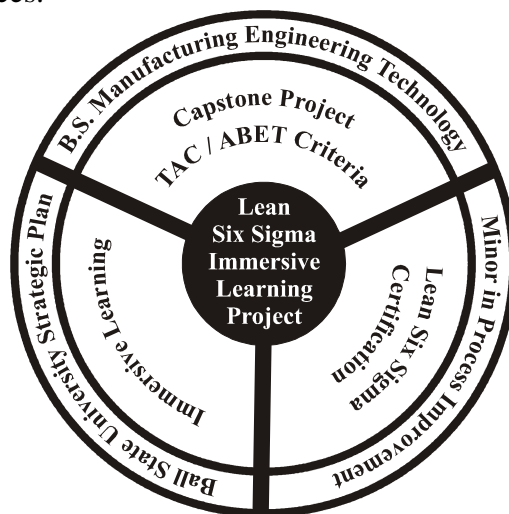 B.S. Manufacturing Engineering Technology
Capstone Project
TAC / ABET Criteria
Lean
Six Sigma
Immersive
Learning
Project
Ball State University Strategic Plan
Immersive Learning
Lean Six Sigma
Certification
Minor in Process Improvement